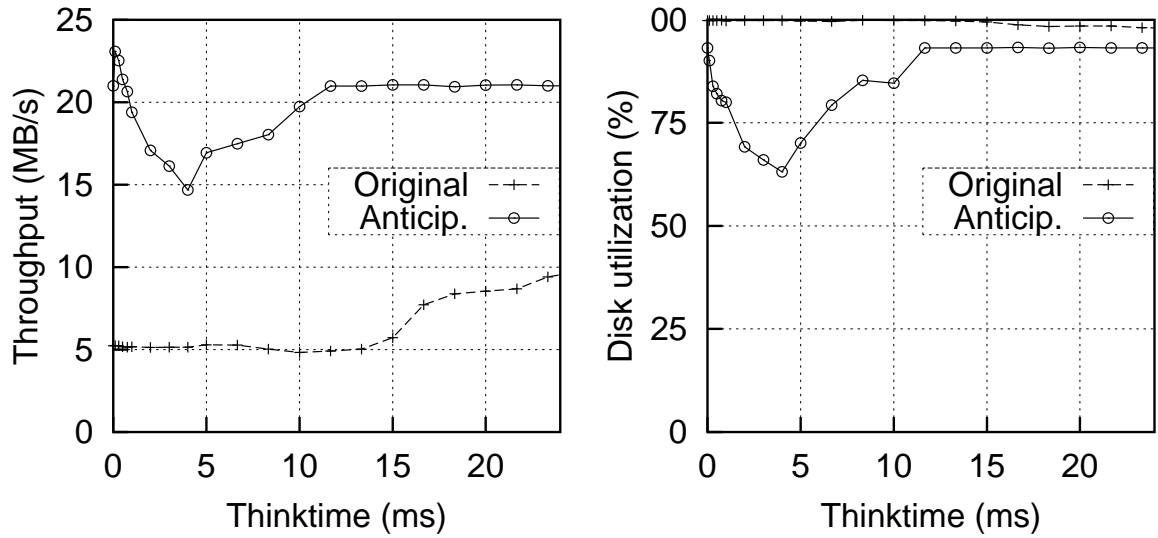 Throughput (MB/s)
25
20
15
10
5
0
Original
Anticip.
0 5 10 15 20
Thinktime (ms)
Disk utilization (%)
00
75
50
25
0
Original
Anticip.
0 5 10 15 20
Thinktime (ms)